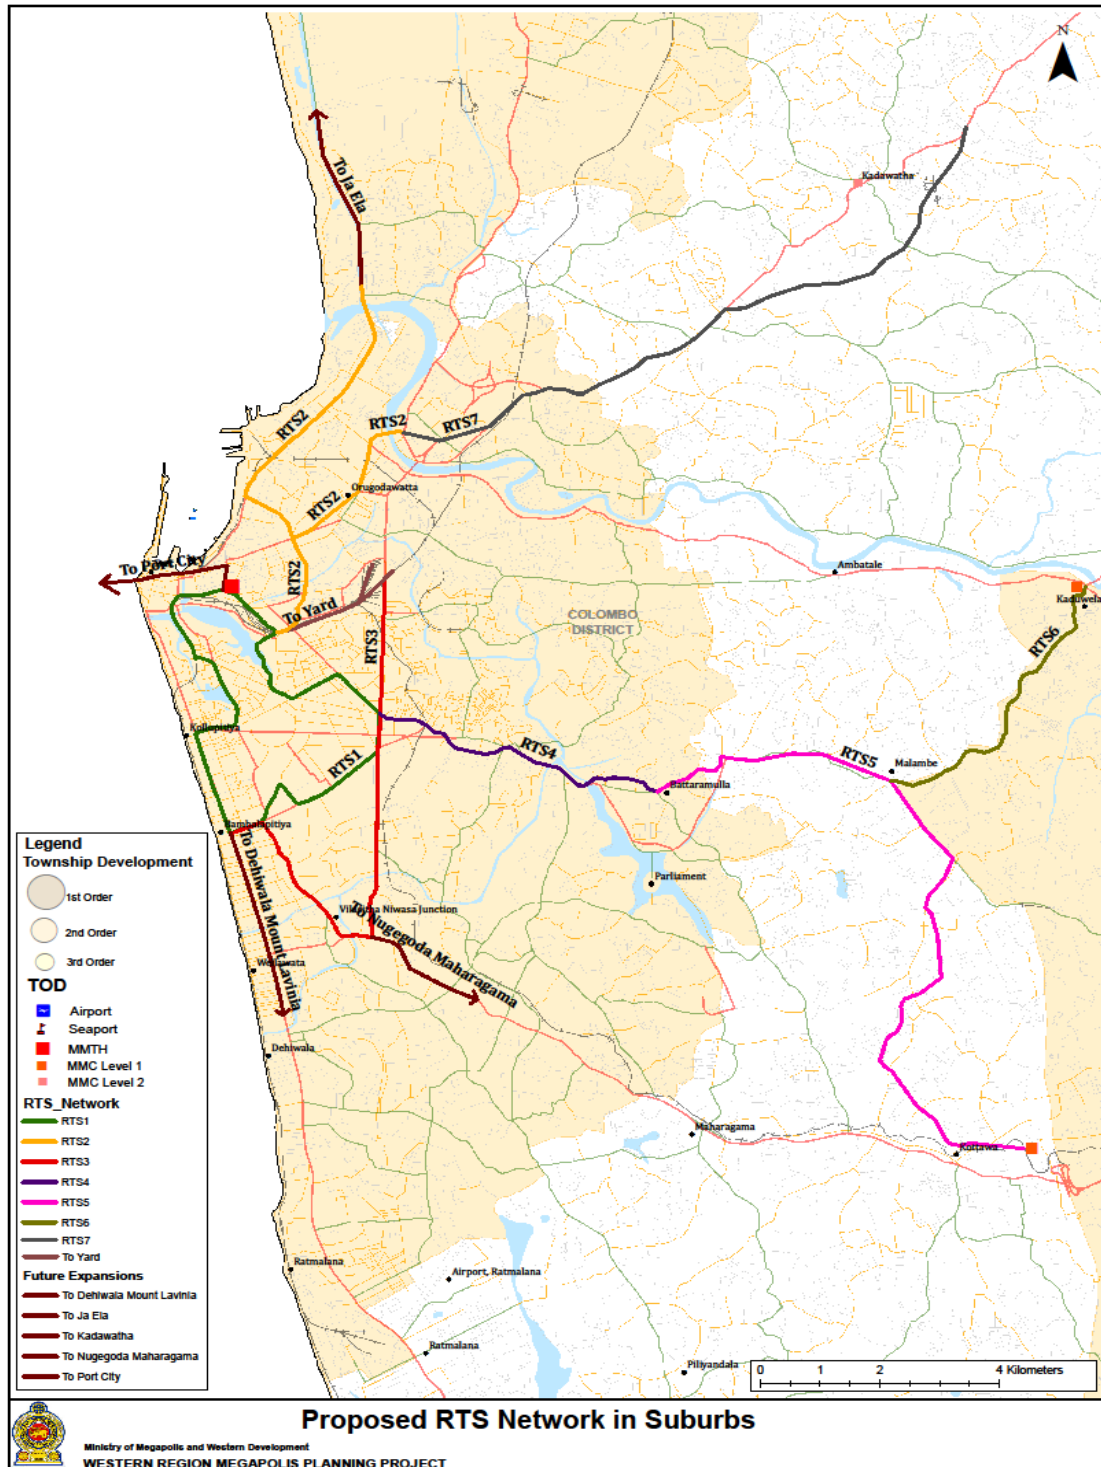 N
To Ja Ela
Kadawatha
RTS2
RTS2
RTS7
RTS2
Orugodawatta
To Port City
RTS2
To Yard
RTS3
COLOMBO
DISTRICT
Ambatale
Kaduwela
RTS6
Kollupitiya
RTS4
RTS1
RTS5
Malambe
Battaramulla
Bambalapitiya
To Dehiwala Mount Lavinia
Parliament
Niwasa Junction
To Nugegoda Maharagama
Wellawata
Dehiwala
Maharagama
Kottawa
Ratmalana
Airport, Ratmalana
Ratmalana
Piliyandala
Legend
Township Development
1st Order
2nd Order
3rd Order
TOD
Airport
Seaport
MMTH
MMC Level 1
MMC Level 2
RTS_Network
RTS1
RTS2
RTS3
RTS4
RTS5
RTS6
RTS7
To Yard
Future Expansions
To Dehiwala Mount Lavinia
To Ja Ela
To Kadawatha
To Nugegoda Maharagama
To Port City
0 1 2 4 Kilometers
Proposed RTS Network in Suburbs
Ministry of Megapolis and Western Development
WESTERN REGION MEGAPOLIS PLANNING PROJECT